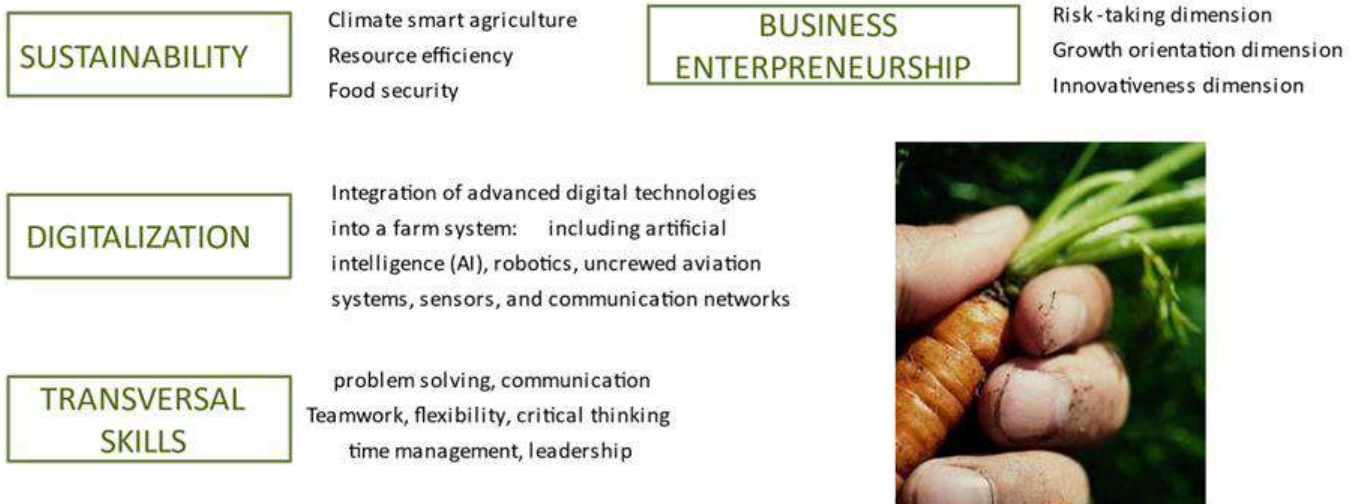 SUSTAINABILITY
Climate smart agriculture
Resource efficiency
Food security
BUSINESS
ENTERPRENEURSHIP
Risk-taking dimension
Growth orientation dimension
Innovativeness dimension
DIGITALIZATION
Integration of advanced digital technologies
into a farm system: including artificial
intelligence (AI), robotics, uncrewed aviation
systems, sensors, and communication networks
TRANSVERSAL
SKILLS
problem solving, communication
Teamwork, flexibility, critical thinking
time management, leadership